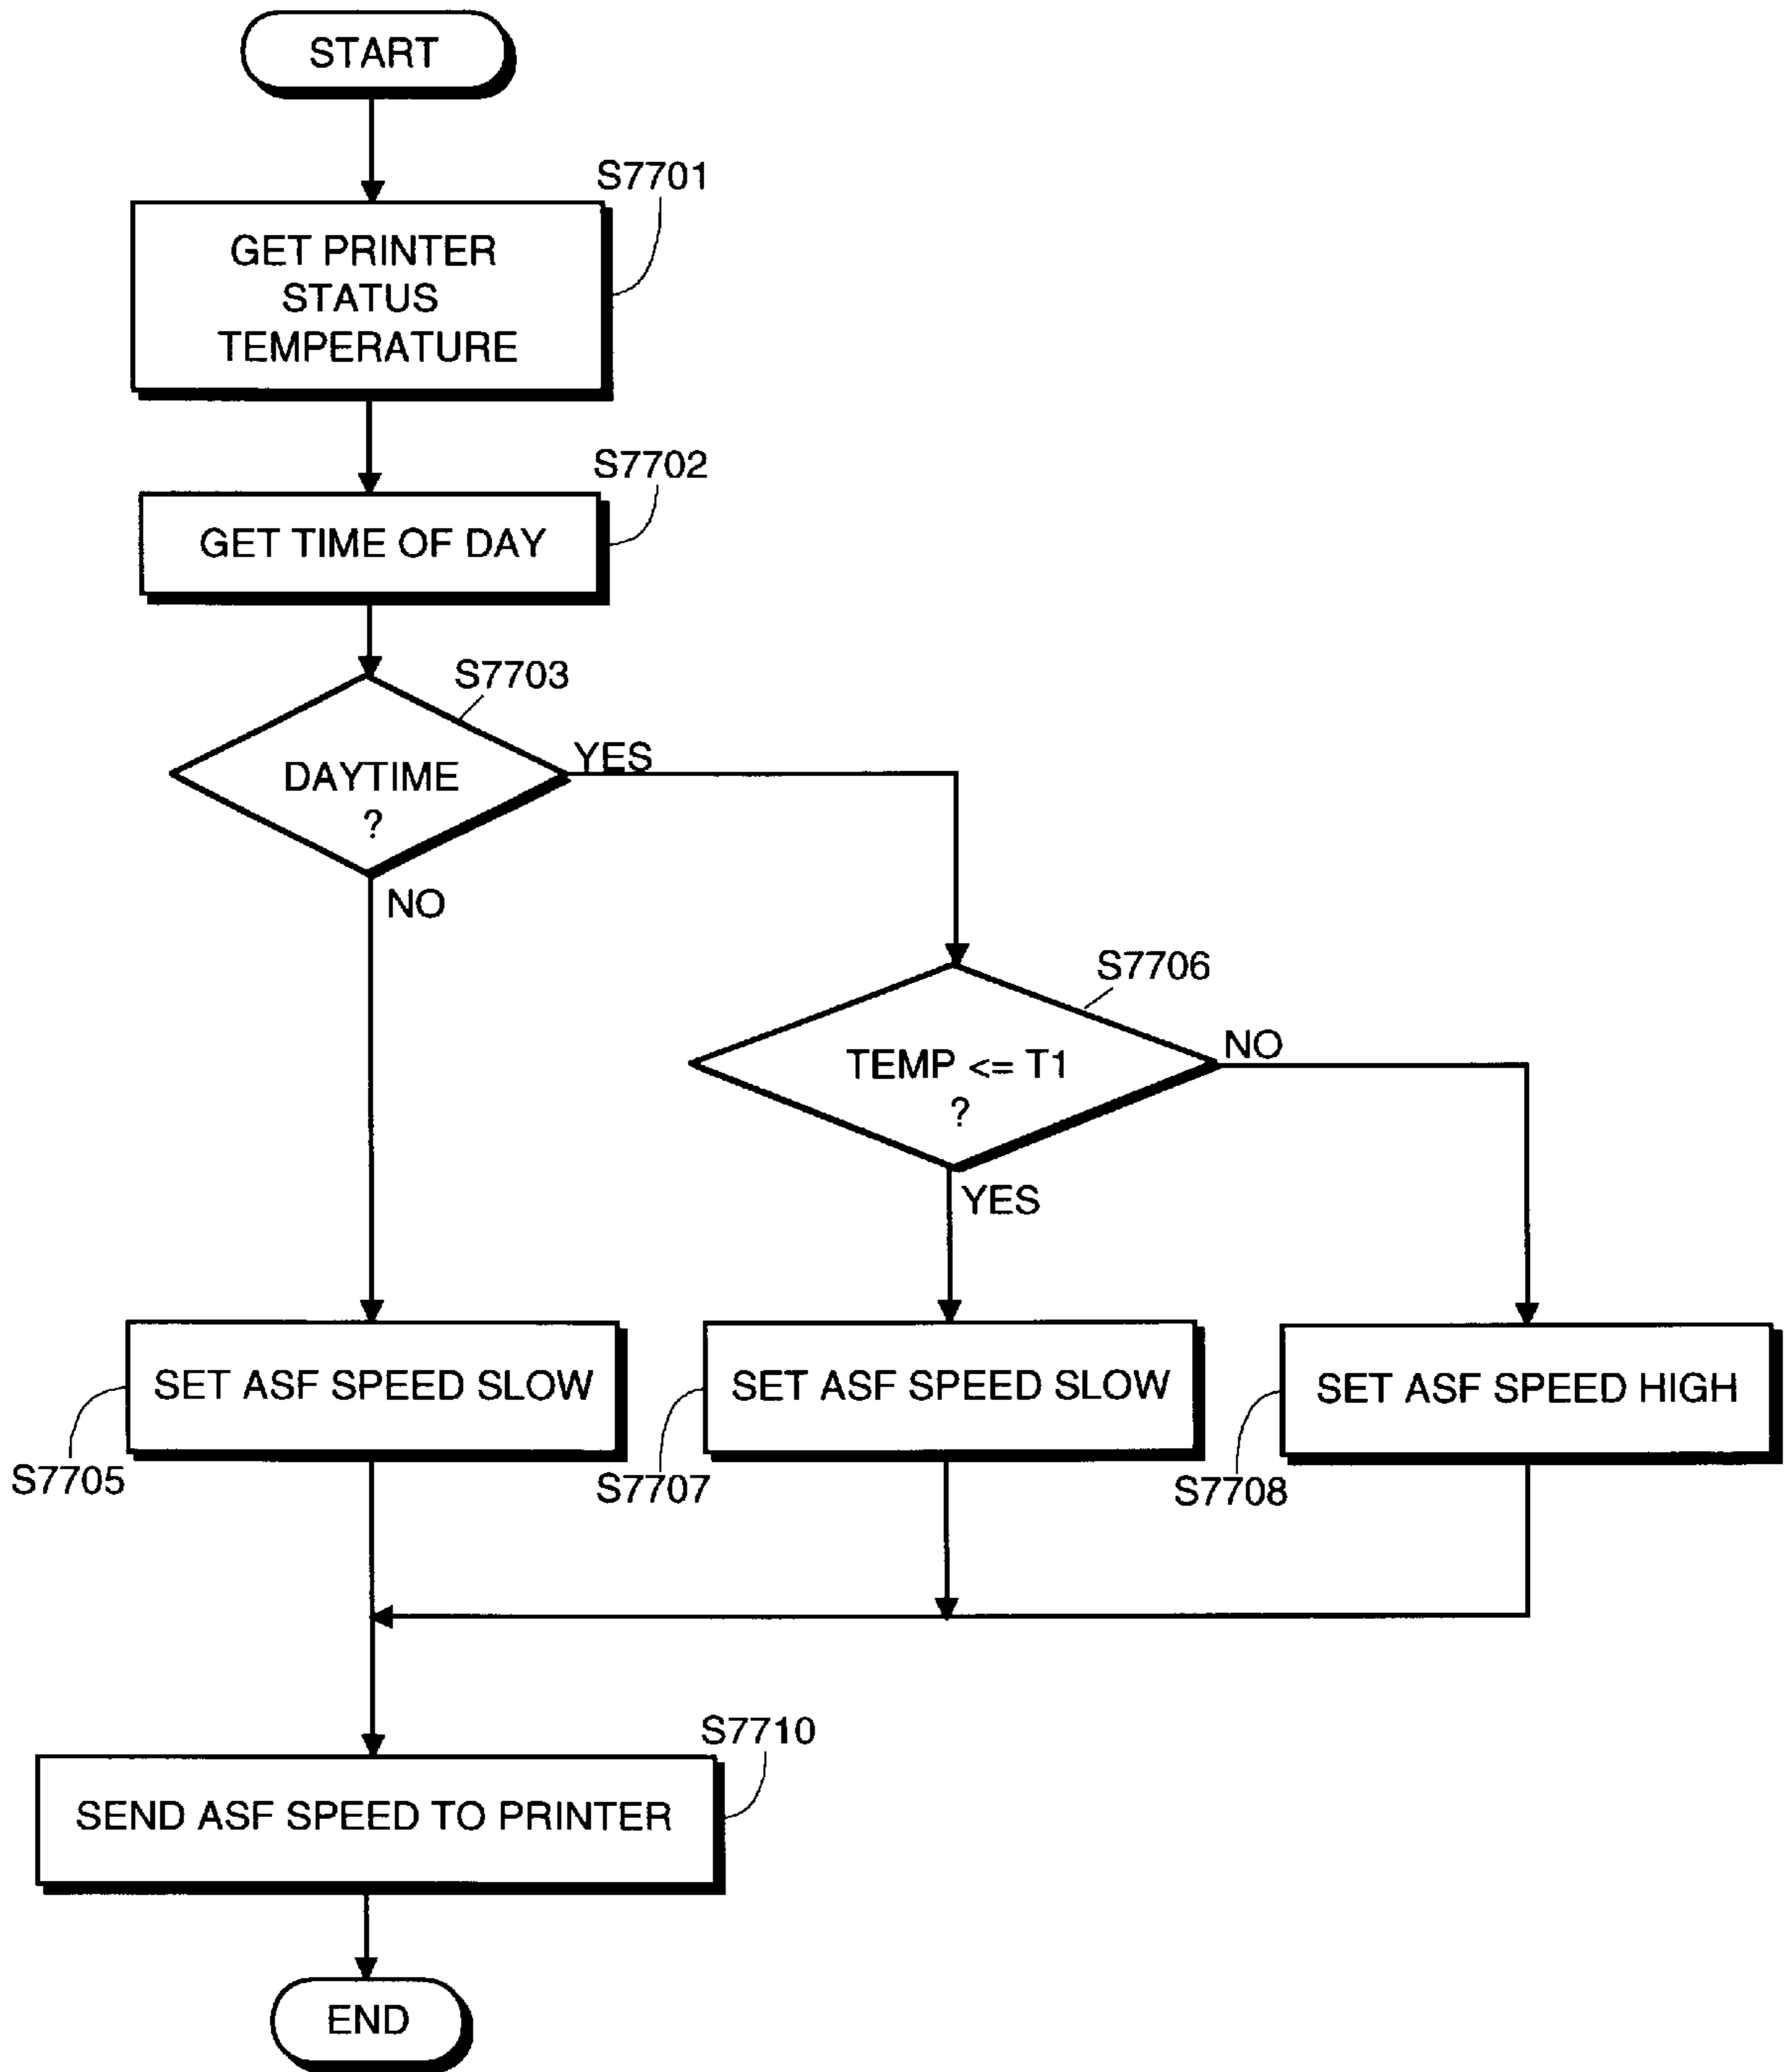 START
S7701
GET PRINTER
STATUS
TEMPERATURE
S7702
GET TIME OF DAY
S7703
DAYTIME
?
YES
NO
S7706
TEMP <= T1
?
NO
YES
SET ASF SPEED SLOW
S7705
SET ASF SPEED SLOW
S7707
SET ASF SPEED HIGH
S7708
S7710
SEND ASF SPEED TO PRINTER
END